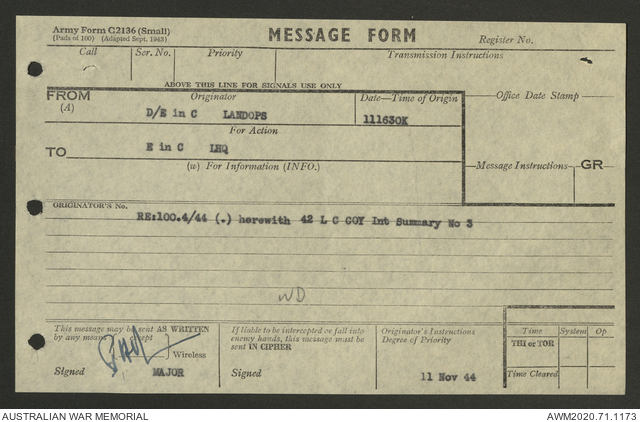 Army Form C2136 (Small)
(Pads of 100) (Adapted Sept. 1943)
MESSAGE FORM
Register No.
Call
Ser. No.
Priority
Transmission Instructions
ABOVE THIS LINE FOR SIGNALS USE ONLY
FROM
(A)
Originator
Date—Time of Origin
Office Date Stamp
D/E in C LANDOPS
111630K
For Action
TO
E in C LHQ
(W) For Information (INFO.)
Message Instructions
GR
ORIGINATOR'S No.
RE:100.4/44 (.) herewith 42 L C COY Int Summary No 3
WD
This message may be sent AS WRITTEN
by any means except
Wireless
Signed
MAJOR
If liable to be intercepted or fall into
enemy hands, this message must be
sent IN CIPHER
Signed
Originator's Instructions
Degree of Priority
11 Nov 44
Time
System
Op
THI or TOR
Time Cleared
AUSTRALIAN WAR MEMORIAL
AWM2020.71.1173